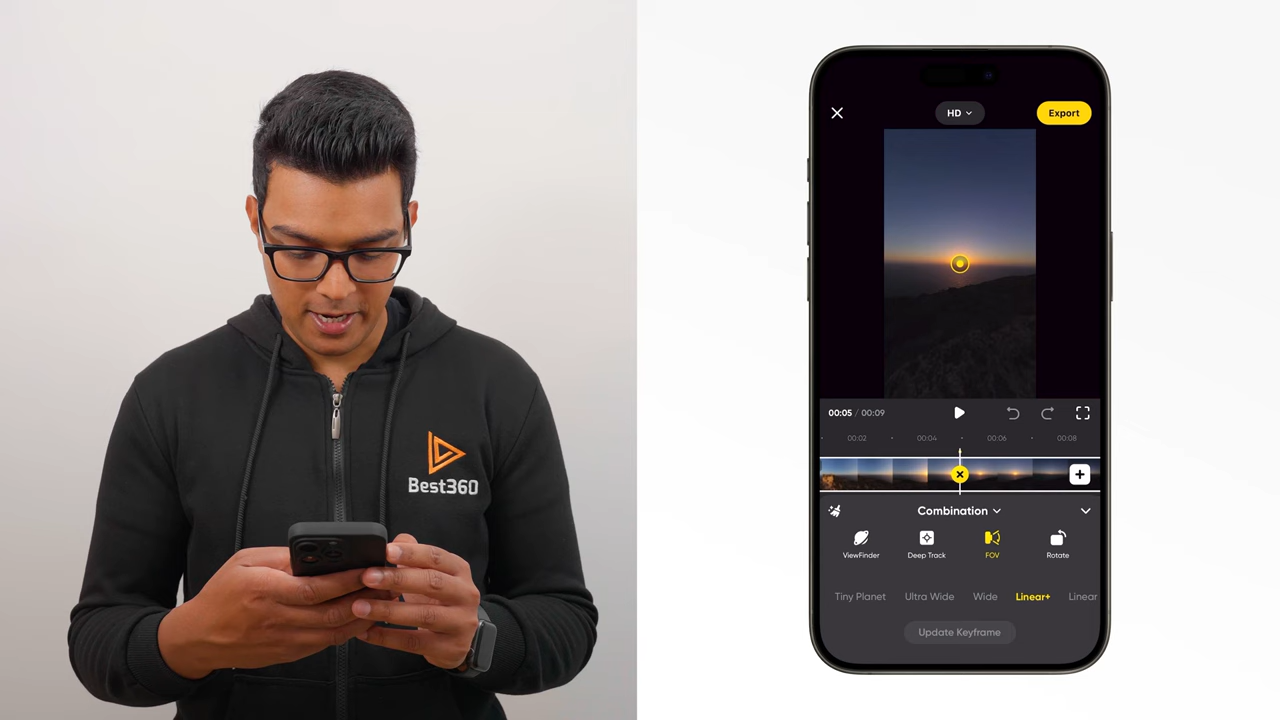 Best360
HD
Export
00:05 / 00:09
00:02
00:04
00:06
00:08
Combination
ViewFinder
Deep Track
FOV
Rotate
Tiny Planet
Ultra Wide
Wide
Linear+
Linear
Update Keyframe